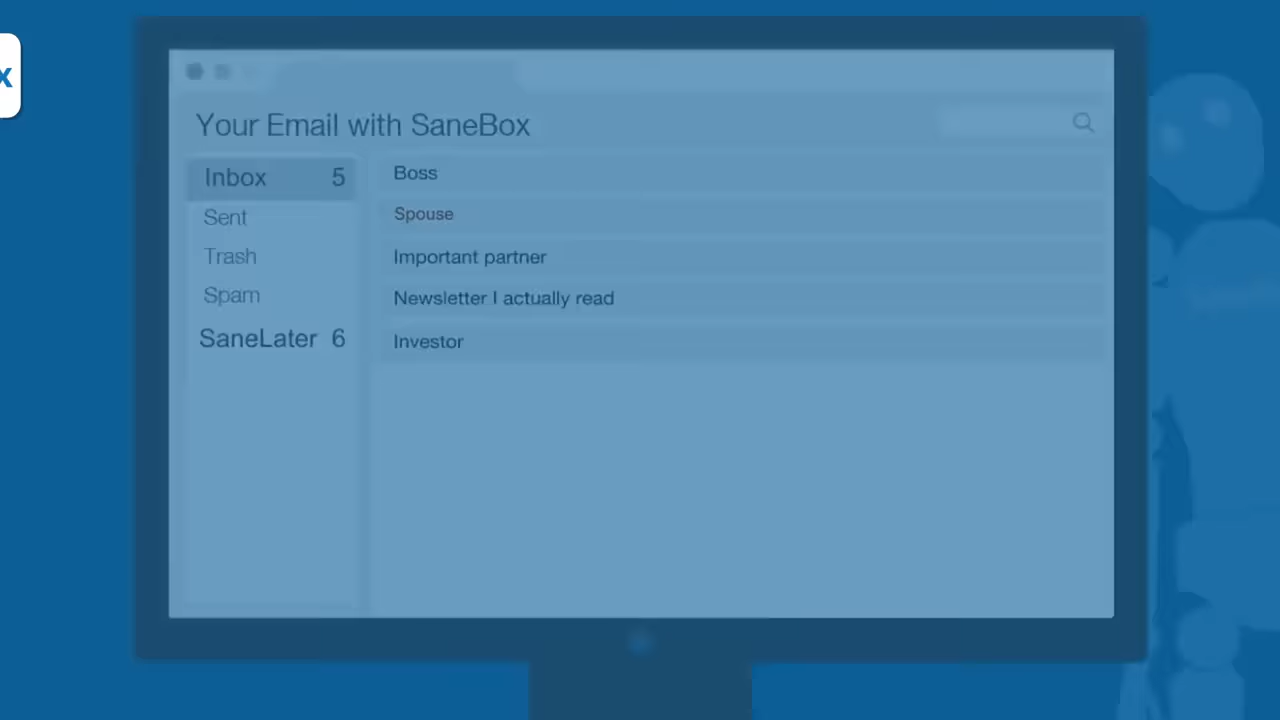 x
Your Email with SaneBox
Inbox 5
Sent
Trash
Spam
SaneLater 6
Boss
Spouse
Important partner
Newsletter I actually read
Investor